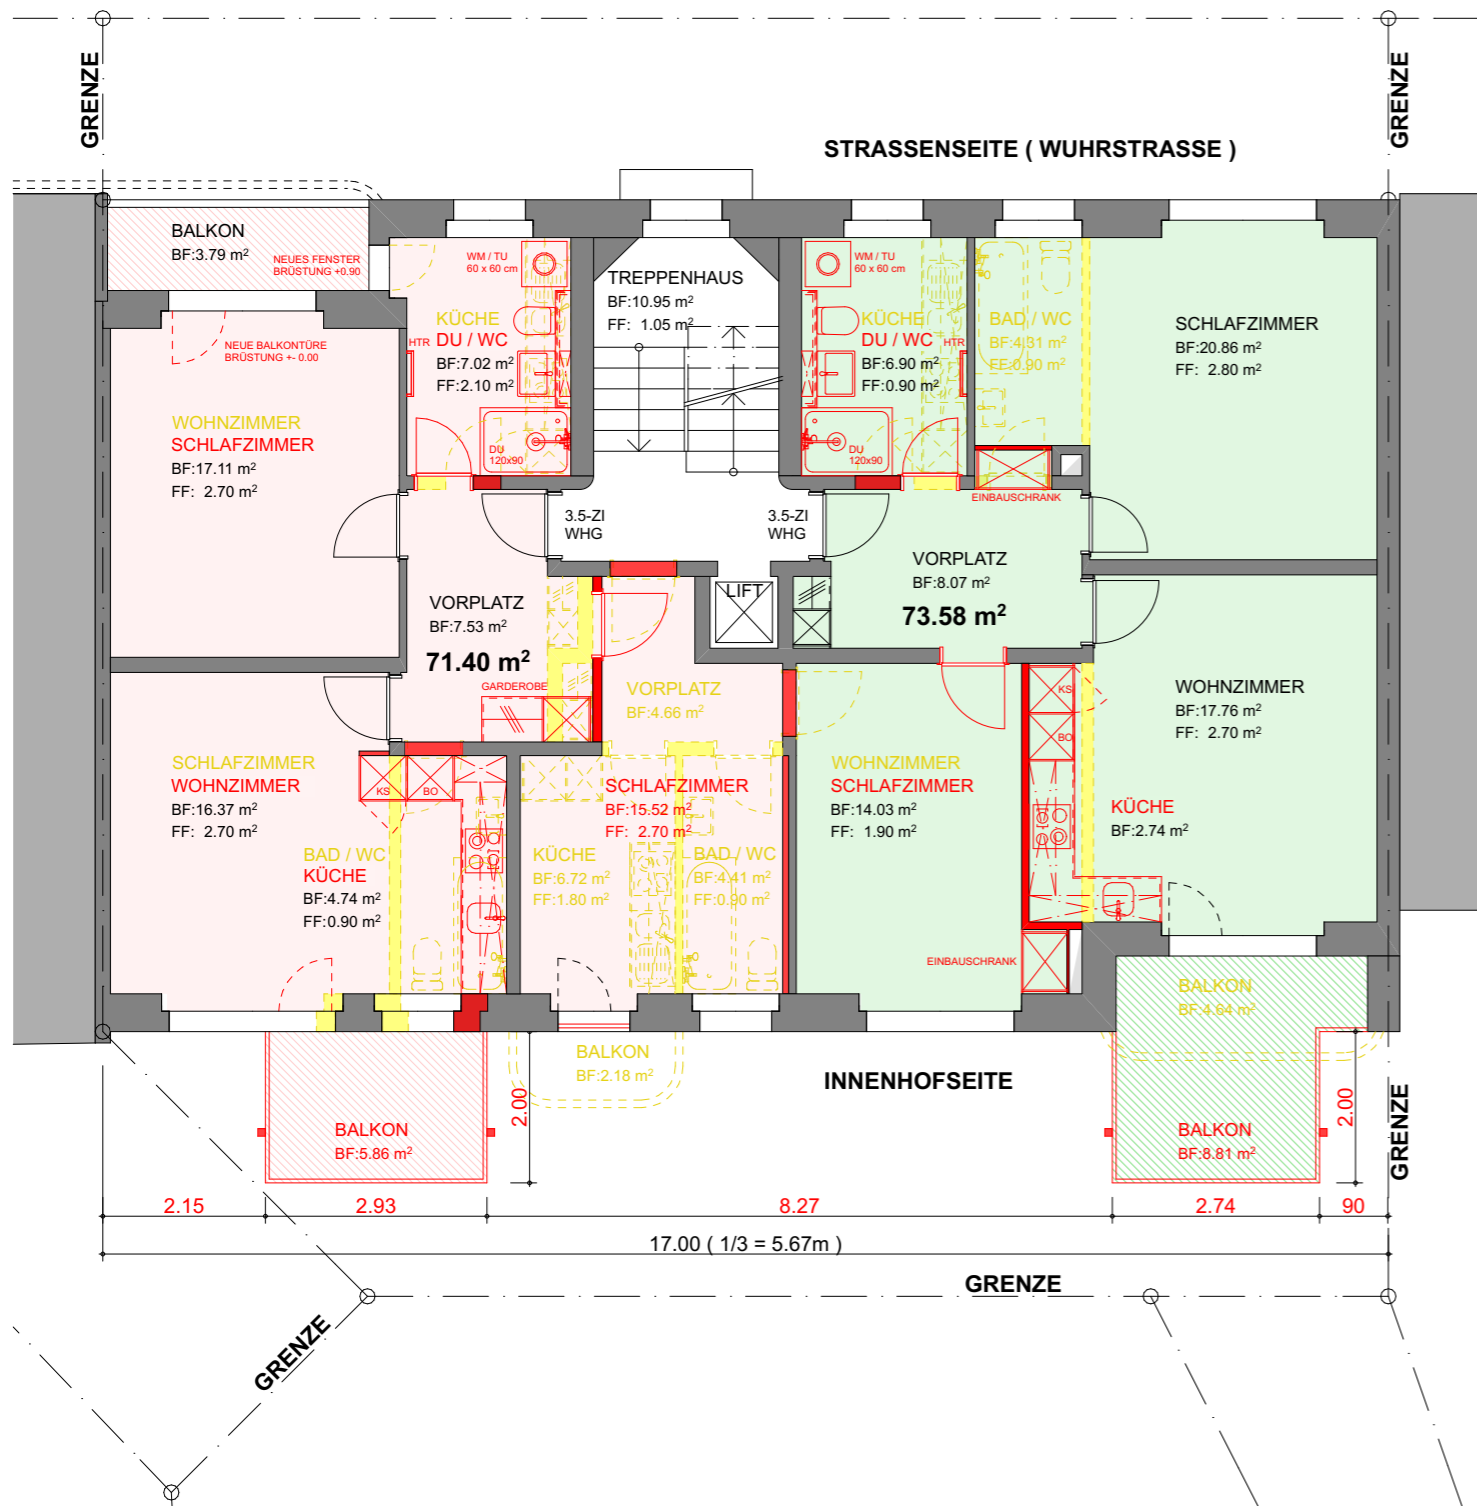 GRENZE
GRENZE
STRASSENSEITE ( WUHRSTRASSE )
BALKON
BF:3.79 m²
NEUES FENSTER
BRÜSTUNG +0.90
NEUE BALKONTÜRE
BRÜSTUNG +- 0.00
WM / TU
60 x 60 cm
KÜCHE
DU / WC
HTR
BF:7.02 m²
FF:2.10 m²
DU
120x90
TREPPENHAUS
BF:10.95 m²
FF: 1.05 m²
WM / TU
60 x 60 cm
KÜCHE
DU / WC
HTR
BF:6.90 m²
FF:0.90 m²
DU
120x90
BAD / WC
BF:4.31 m²
FF:0.90 m²
SCHLAFZIMMER
BF:20.86 m²
FF: 2.80 m²
WOHNZIMMER
SCHLAFZIMMER
BF:17.11 m²
FF: 2.70 m²
EINBAUSCHRANK
3.5-ZI
WHG
3.5-ZI
WHG
VORPLATZ
BF:7.53 m²
71.40 m²
GARDEROBE
LIFT
VORPLATZ
BF:8.07 m²
73.58 m²
VORPLATZ
BF:4.66 m²
KS
BO
WOHNZIMMER
BF:17.76 m²
FF: 2.70 m²
SCHLAFZIMMER
WOHNZIMMER
BF:16.37 m²
FF: 2.70 m²
KS
BO
BAD / WC
KÜCHE
BF:4.74 m²
FF:0.90 m²
SCHLAFZIMMER
BF:15.52 m²
FF: 2.70 m²
KÜCHE
BF:6.72 m²
FF:1.80 m²
BAD / WC
BF:4.41 m²
FF:0.90 m²
WOHNZIMMER
SCHLAFZIMMER
BF:14.03 m²
FF: 1.90 m²
KÜCHE
BF:2.74 m²
EINBAUSCHRANK
BALKON
BF:4.64 m²
BALKON
BF:2.18 m²
INNENHOFSEITE
BALKON
BF:5.86 m²
2.00
BALKON
BF:8.81 m²
2.00
GRENZE
2.15
2.93
8.27
2.74
90
17.00 ( 1/3 = 5.67m )
GRENZE
GRENZE